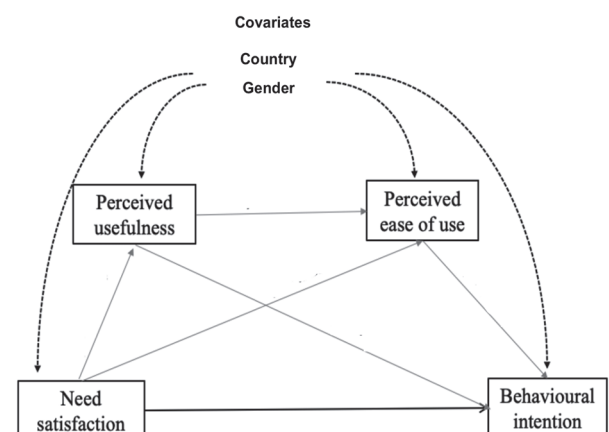 Covariates
Country
Gender
Perceived
usefulness
Perceived
ease of use
Need
satisfaction
Behavioural
intention